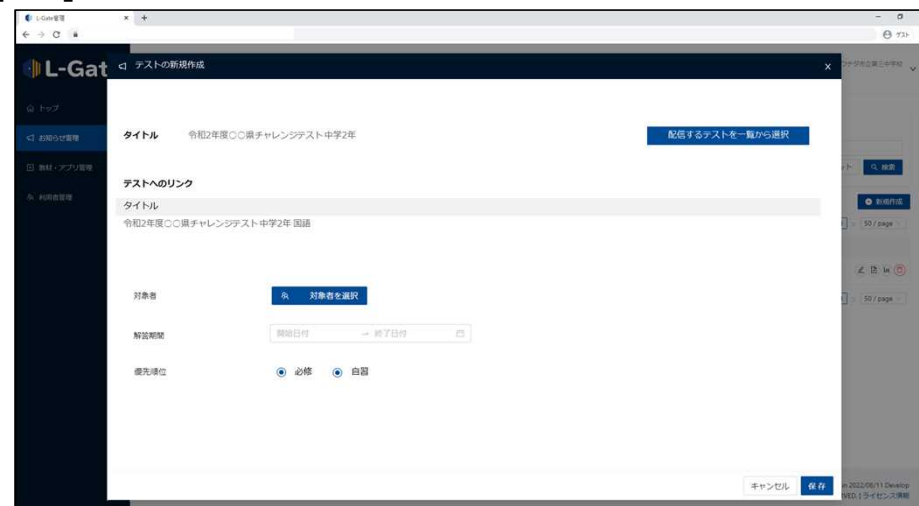 L-Gate管理
ゲスト
L-Gat
テストの新規作成
トップ
お知らせ管理
教材・アプリ管理
利用者管理
タイトル 令和2年度○○県チャレンジテスト 中学2年
配信するテストを一覧から選択
テストへのリンク
タイトル
令和2年度○○県チャレンジテスト 中学2年 国語
検索
新規作成
50 / page
対象者
対象者を選択
50 / page
解答期間
開始日付 → 終了日付
優先順位
必修 自習
キャンセル 保存
2022/08/11 Develop
VED. | ライセンス情報